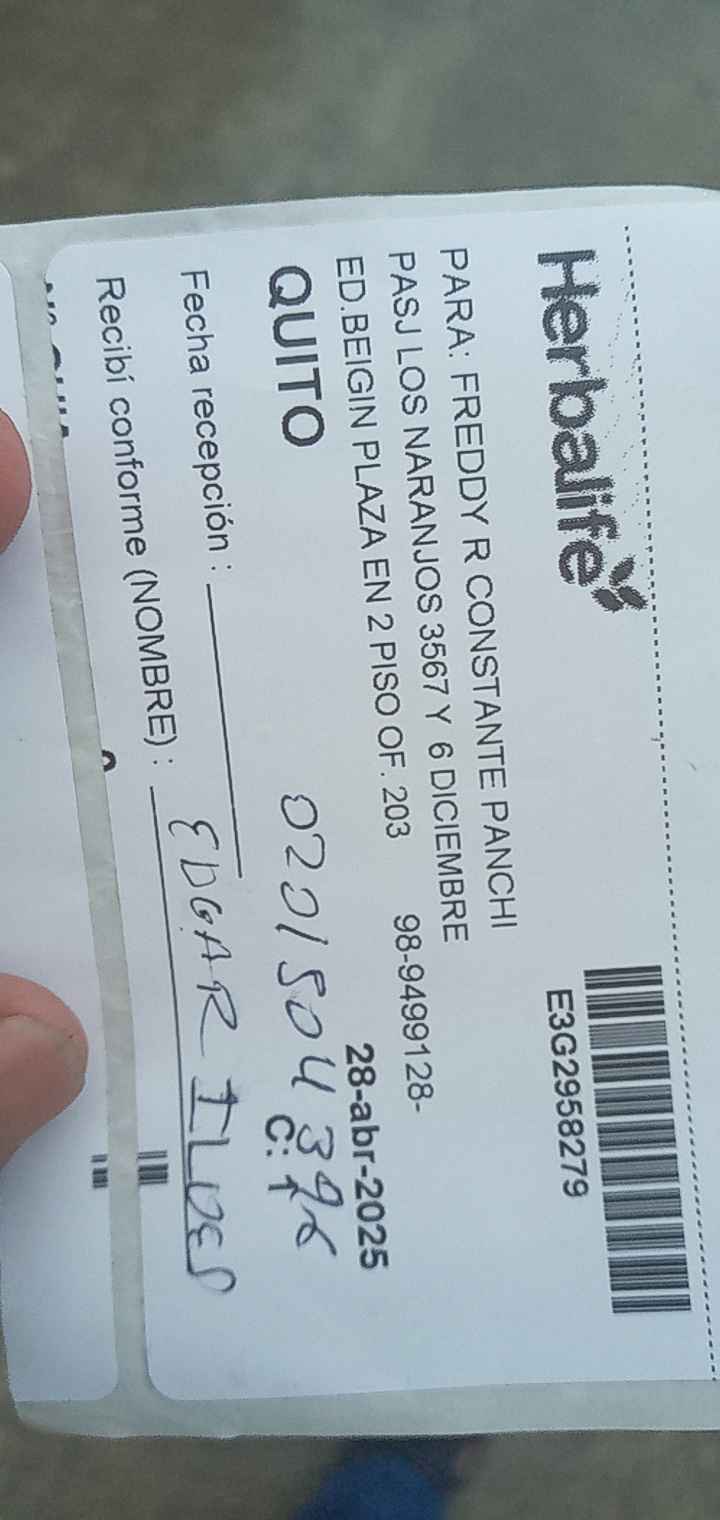 Herbalife
E3G2958279
PARA: FREDDY R CONSTANTE PANCHI
PASJ LOS NARANJOS 3567 Y 6 DICIEMBRE
ED.BEIGIN PLAZA EN 2 PISO OF. 203 98-9499128-
QUITO 28-abr-2025
C: 1
Fecha recepción :
Recibí conforme (NOMBRE) : EDGAR